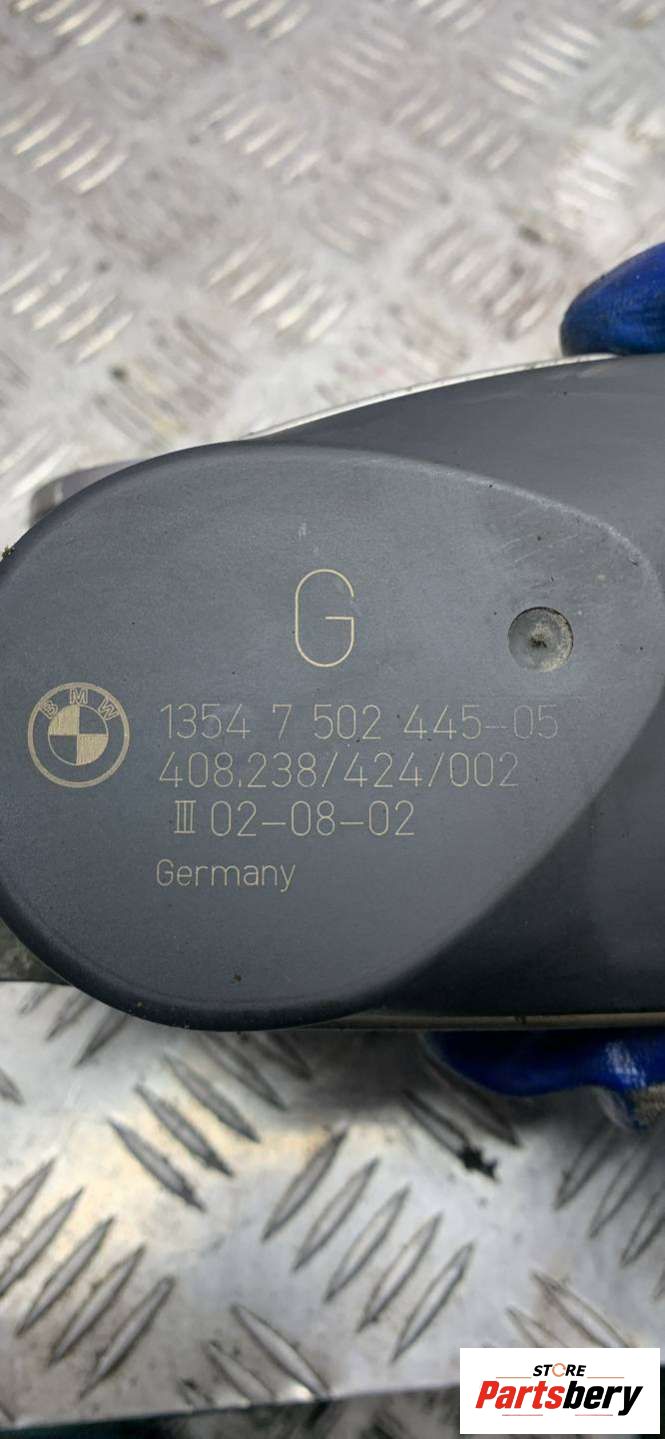 G
BMW
1354 7 502 445-05
408.238/424/002
III 02-08-02
Germany
STORE
Partsbery